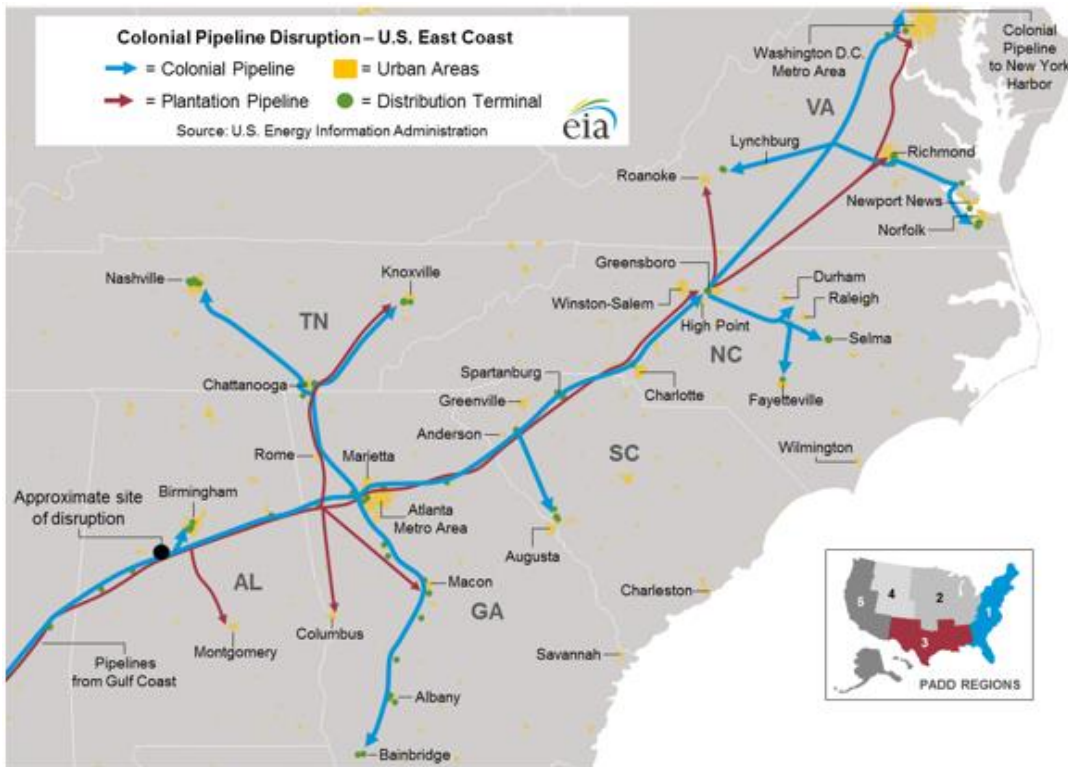 Colonial Pipeline Disruption – U.S. East Coast
= Colonial Pipeline
= Urban Areas
= Plantation Pipeline
= Distribution Terminal
Source: U.S. Energy Information Administration
eia
Washington D.C.
Metro Area
Colonial
Pipeline
to New York
Harbor
VA
Lynchburg
Richmond
Roanoke
Newport News
Norfolk
Nashville
Knoxville
Greensboro
Durham
Winston-Salem
Raleigh
TN
High Point
NC
Selma
Chattanooga
Spartanburg
Greenville
Charlotte
Fayetteville
Anderson
Rome
Marietta
SC
Wilmington
Approximate site
of disruption
Birmingham
Atlanta
Metro Area
Augusta
AL
Macon
GA
Charleston
Montgomery
Columbus
Pipelines
from Gulf Coast
Savannah
Albany
Bainbridge
5
4
2
1
3
PADD REGIONS